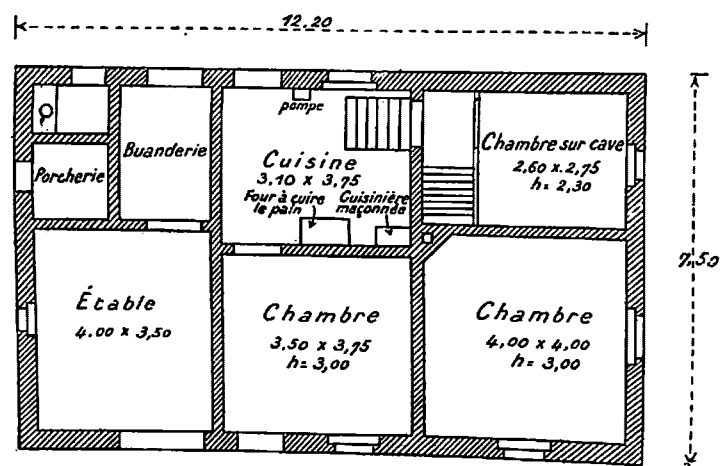 12.20
pompe
Buanderie
Cuisine
3.10 x 3,75
Chambre sur cave
2,60 x 2,75
h = 2,30
Porcherie
Four à cuire
le pain
Cuisinière
maçonnée
7,50
Étable
4.00 x 3,50
Chambre
3.50 x 3,75
h = 3,00
Chambre
4,00 x 4,00
h = 3,00